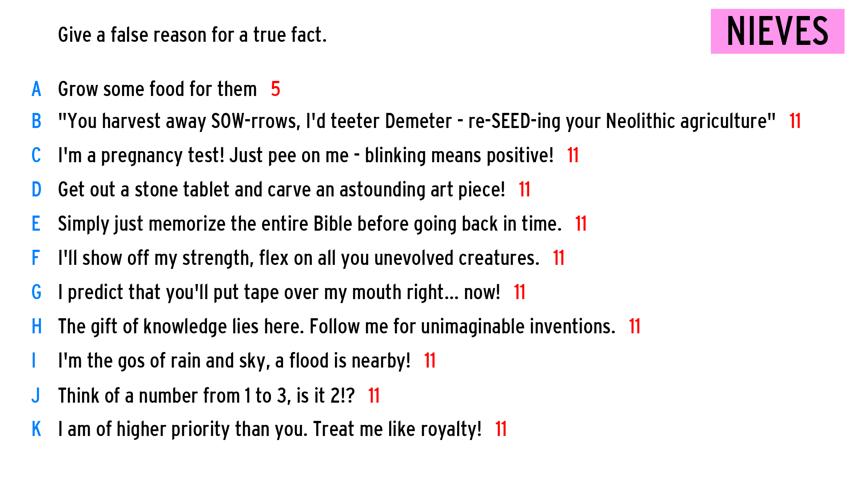 Give a false reason for a true fact.
NIEVES
A Grow some food for them 5
B "You harvest away SOW-rrows, I'd teeter Demeter - re-SEED-ing your Neolithic agriculture" 11
C I'm a pregnancy test! Just pee on me - blinking means positive! 11
D Get out a stone tablet and carve an astounding art piece! 11
E Simply just memorize the entire Bible before going back in time. 11
F I'll show off my strength, flex on all you unevolved creatures. 11
G I predict that you'll put tape over my mouth right... now! 11
H The gift of knowledge lies here. Follow me for unimaginable inventions. 11
I I'm the gos of rain and sky, a flood is nearby! 11
J Think of a number from 1 to 3, is it 2!? 11
K I am of higher priority than you. Treat me like royalty! 11